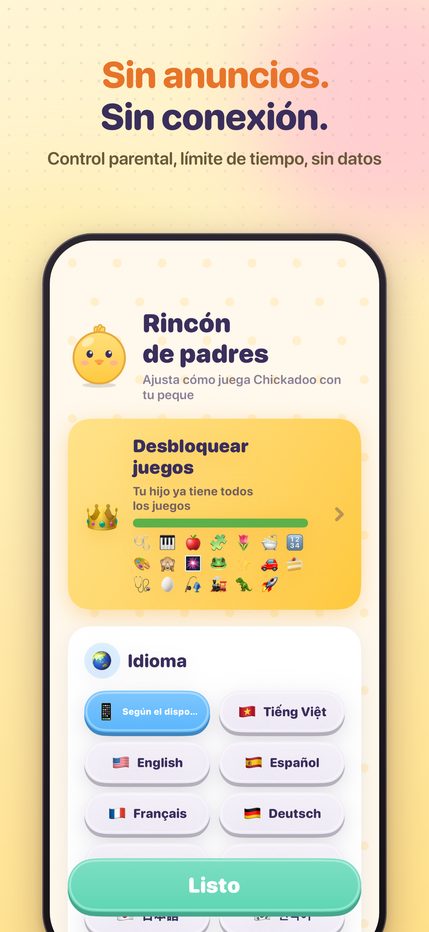 Sin anuncios.
Sin conexión.
Control parental, límite de tiempo, sin datos
Rincón
de padres
Ajusta cómo juega Chickadoo con
tu peque
Desbloquear
juegos
Tu hijo ya tiene todos
los juegos
Idioma
Según el dispo...
Tiếng Việt
English
Español
Français
Deutsch
Listo